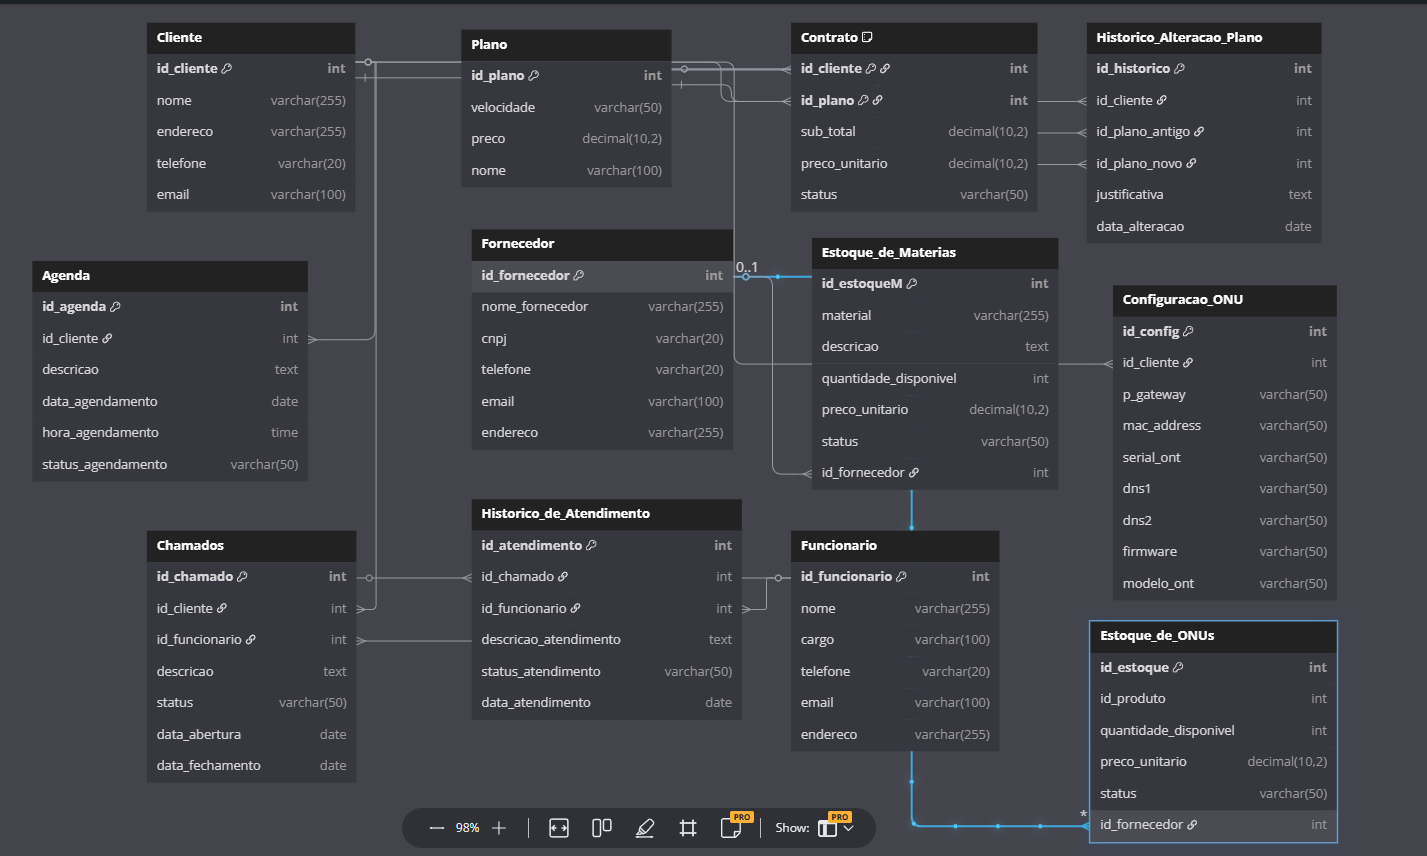 Cliente
id_cliente int
nome varchar(255)
endereco varchar(255)
telefone varchar(20)
email varchar(100)
Plano
id_plano int
velocidade varchar(50)
preco decimal(10,2)
nome varchar(100)
Contrato
id_cliente int
id_plano int
sub_total decimal(10,2)
preco_unitario decimal(10,2)
status varchar(50)
Historico_Alteracao_Plano
id_historico int
id_cliente int
id_plano_antigo int
id_plano_novo int
justificativa text
data_alteracao date
Agenda
id_agenda int
id_cliente int
descricao text
data_agendamento date
hora_agendamento time
status_agendamento varchar(50)
Fornecedor
id_fornecedor int
nome_fornecedor varchar(255)
cnpj varchar(20)
telefone varchar(20)
email varchar(100)
endereco varchar(255)
0..1
Estoque_de_Materias
id_estoqueM int
material varchar(255)
descricao text
quantidade_disponivel int
preco_unitario decimal(10,2)
status varchar(50)
id_fornecedor int
Configuracao_ONU
id_config int
id_cliente int
p_gateway varchar(50)
mac_address varchar(50)
serial_ont varchar(50)
dns1 varchar(50)
dns2 varchar(50)
firmware varchar(50)
modelo_ont varchar(50)
Chamados
id_chamado int
id_cliente int
id_funcionario int
descricao text
status varchar(50)
data_abertura date
data_fechamento date
Historico_de_Atendimento
id_atendimento int
id_chamado int
id_funcionario int
descricao_atendimento text
status_atendimento varchar(50)
data_atendimento date
Funcionario
id_funcionario int
nome varchar(255)
cargo varchar(100)
telefone varchar(20)
email varchar(100)
endereco varchar(255)
Estoque_de_ONUs
id_estoque int
id_produto int
quantidade_disponivel int
preco_unitario decimal(10,2)
status varchar(50)
* id_fornecedor int
98% PRO Show: PRO